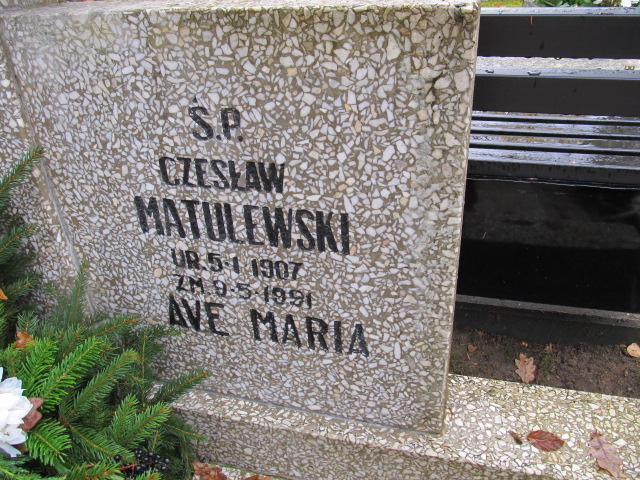 Ś.P.
CZESŁAW
MATULEWSKI
UR.5-1 1907
ZM.9-5-1991
AVE MARIA